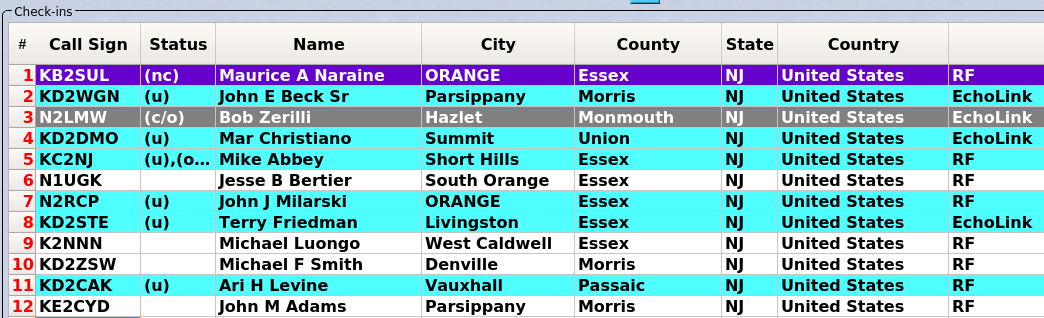 Check-ins
# Call Sign Status Name City County State Country
1 KB2SUL (nc) Maurice A Naraine ORANGE Essex NJ United States RF
2 KD2WGN (u) John E Beck Sr Parsippany Morris NJ United States EchoLink
3 N2LMW (c/o) Bob Zerilli Hazlet Monmouth NJ United States EchoLink
4 KD2DMO (u) Mar Christiano Summit Union NJ United States EchoLink
5 KC2NJ (u),(o... Mike Abbey Short Hills Essex NJ United States RF
6 N1UGK Jesse B Bertier South Orange Essex NJ United States RF
7 N2RCP (u) John J Milarski ORANGE Essex NJ United States RF
8 KD2STE (u) Terry Friedman Livingston Essex NJ United States EchoLink
9 K2NNN Michael Luongo West Caldwell Essex NJ United States RF
10 KD2ZSW Michael F Smith Denville Morris NJ United States RF
11 KD2CAK (u) Ari H Levine Vauxhall Passaic NJ United States RF
12 KE2CYD John M Adams Parsippany Morris NJ United States RF